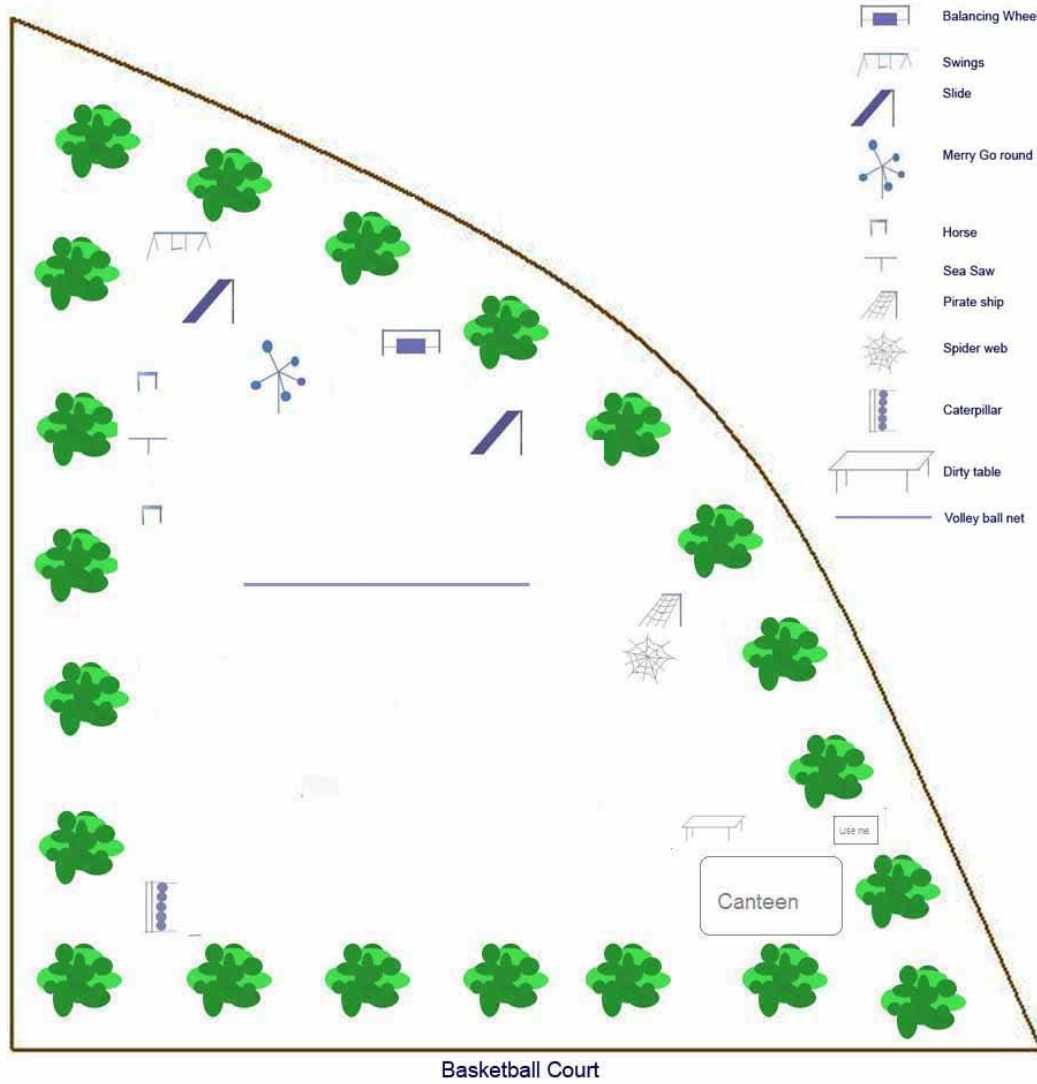 Balancing Wheel
Swings
Slide
Merry Go round
Horse
Sea Saw
Pirate ship
Spider web
Caterpillar
Dirty table
Volley ball net
Use me
Canteen
Basketball Court